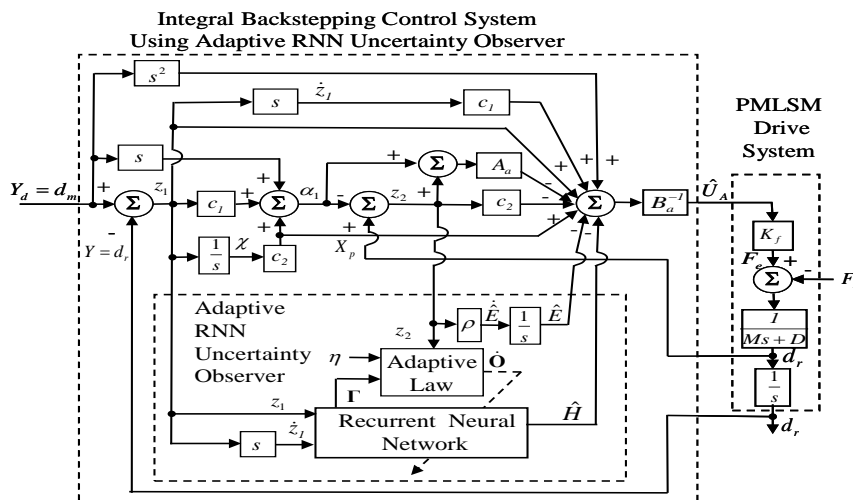 Integral Backstepping Control System
Using Adaptive RNN Uncertainty Observer
s²
s
ż₁
c₁
PMLSM
Drive
System
s
+
+
+
+
+
Σ
A_a
-
-
+
+
Y_d = d_m
+
Σ
z₁
c₁
+
+
Σ
α₁
-
Σ
z₂
+
c₂
-
Σ
B_a⁻¹
Û_A
K_f
-
Y = d_r
1/s
χ
c₂
+
+
X_p
+
-
-
F_e
+
Σ
-
F
Adaptive
RNN
Uncertainty
Observer
ρ
Ê̇
1/s
Ê
1
Ms + D
d_r
z₂
η
Adaptive
Law
Ȯ
1/s
Γ
z₁
Recurrent Neural
Network
Ĥ
s
ż₁
d_r